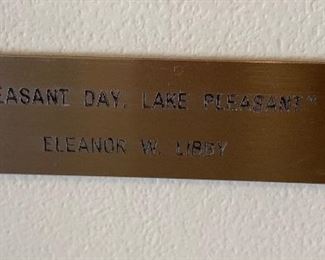 EASANT DAY, LAKE PLEASANT"
ELEANOR W. LIBBY